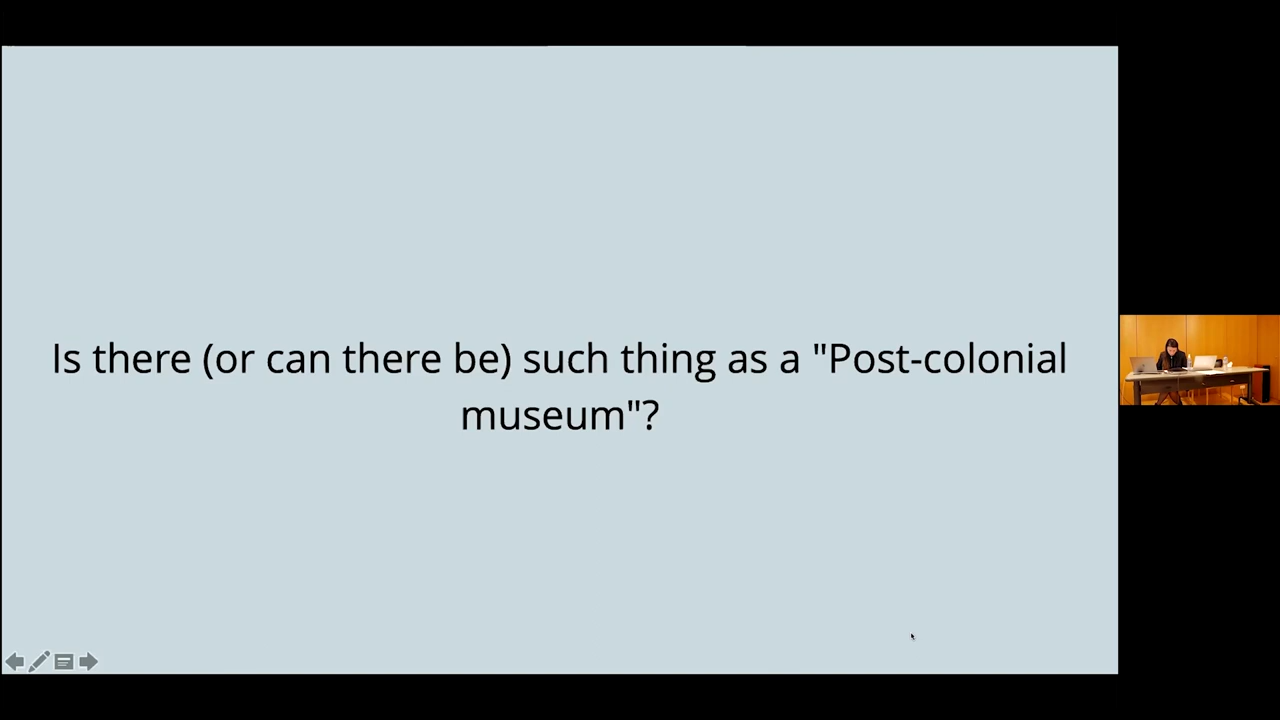 Is there (or can there be) such thing as a "Post-colonial
museum"?